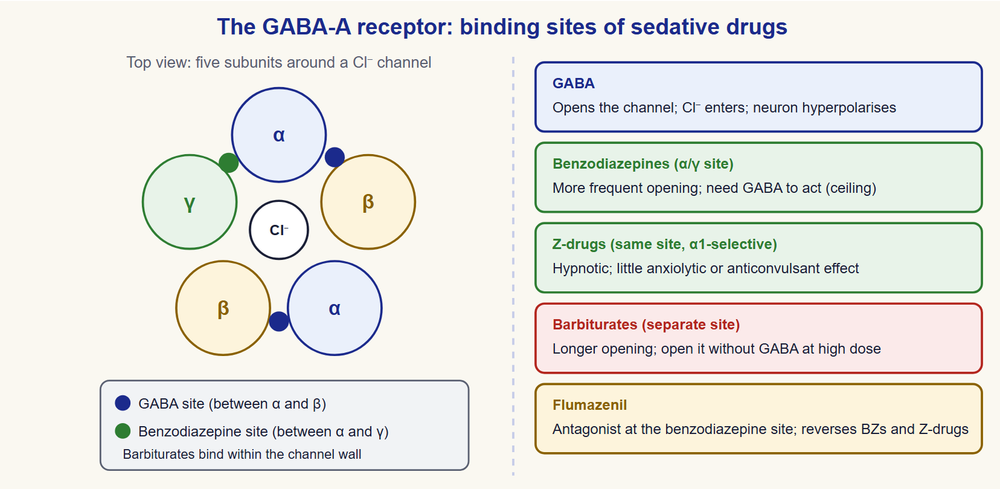 The GABA-A receptor: binding sites of sedative drugs
Top view: five subunits around a Cl⁻ channel
α
γ
β
Cl⁻
β
α
GABA site (between α and β)
Benzodiazepine site (between α and γ)
Barbiturates bind within the channel wall
GABA
Opens the channel; Cl⁻ enters; neuron hyperpolarises
Benzodiazepines (α/γ site)
More frequent opening; need GABA to act (ceiling)
Z-drugs (same site, α1-selective)
Hypnotic; little anxiolytic or anticonvulsant effect
Barbiturates (separate site)
Longer opening; open it without GABA at high dose
Flumazenil
Antagonist at the benzodiazepine site; reverses BZs and Z-drugs